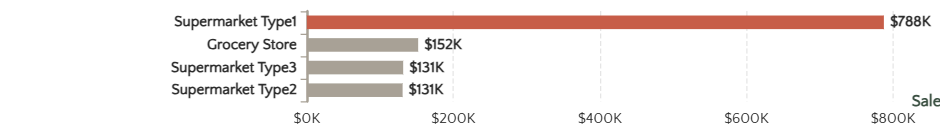 Supermarket Type1 $788K
Grocery Store $152K
Supermarket Type3 $131K
Supermarket Type2 $131K
Sale
$0K $200K $400K $600K $800K